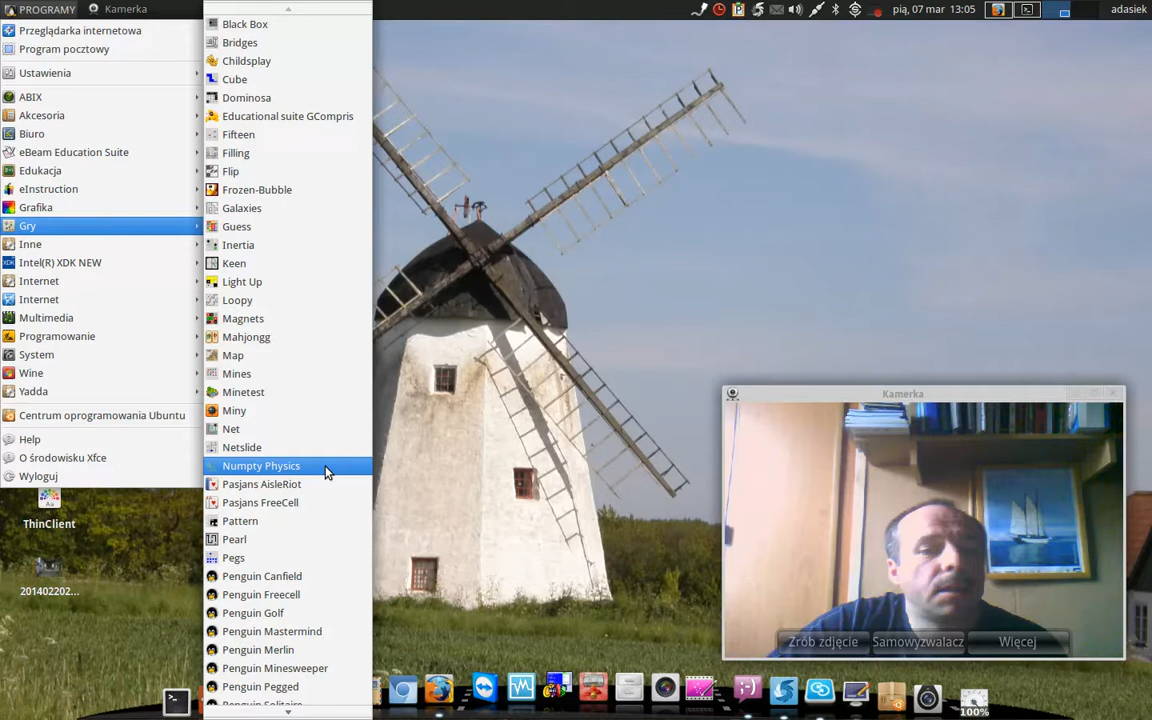 PROGRAMY
Kamerka
pią, 07 mar 13:05
adasiek
Przeglądarka internetowa
Program pocztowy
Ustawienia
ABIX
Akcesoria
Biuro
eBeam Education Suite
Edukacja
eInstruction
Grafika
Gry
Inne
Intel(R) XDK NEW
Internet
Internet
Multimedia
Programowanie
System
Wine
Yadda
Centrum oprogramowania Ubuntu
Help
O środowisku Xfce
Wyloguj
Black Box
Bridges
Childsplay
Cube
Dominosa
Educational suite GCompris
Fifteen
Filling
Flip
Frozen-Bubble
Galaxies
Guess
Inertia
Keen
Light Up
Loopy
Magnets
Mahjongg
Map
Mines
Minetest
Miny
Net
Netslide
Numpty Physics
Pasjans AisleRiot
Pasjans FreeCell
Pattern
Pearl
Pegs
Penguin Canfield
Penguin Freecell
Penguin Golf
Penguin Mastermind
Penguin Merlin
Penguin Minesweeper
Penguin Pegged
Penguin Solitaire
ThinClient
201402202...
Kamerka
Zrób zdjęcie
Samowyzwalacz
Więcej
100%